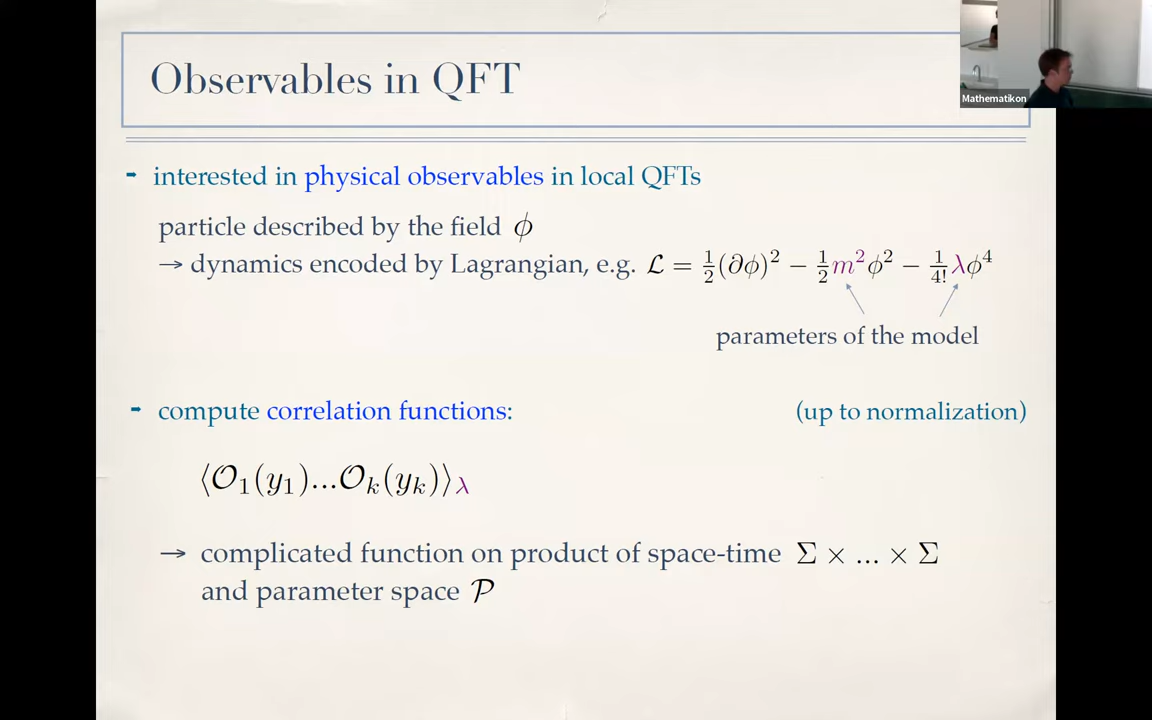 Observables in QFT
Mathematikon
➨ interested in physical observables in local QFTs
particle described by the field ϕ
→ dynamics encoded by Lagrangian, e.g. ℒ = ½(∂ϕ)² − ½m²ϕ² − 1/4! λϕ⁴
parameters of the model
➨ compute correlation functions: (up to normalization)
⟨𝒪₁(y₁)...𝒪ₖ(yₖ)⟩_λ
→ complicated function on product of space-time Σ × ... × Σ
and parameter space 𝒫